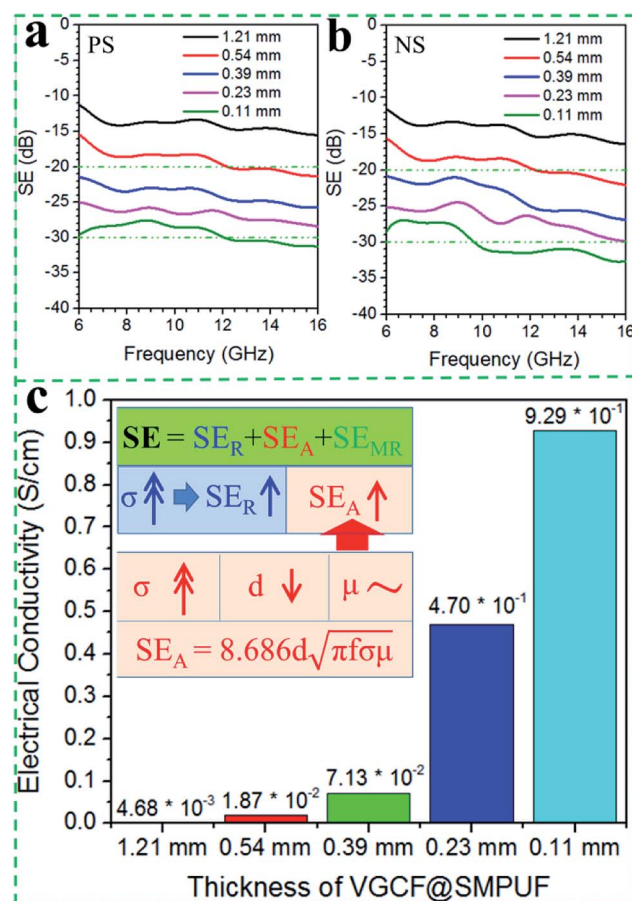 a
PS
1.21 mm
0.54 mm
0.39 mm
0.23 mm
0.11 mm
0
-5
-10
-15
-20
-25
-30
-35
-40
SE (dB)
6 8 10 12 14 16
Frequency (GHz)
b
NS
1.21 mm
0.54 mm
0.39 mm
0.23 mm
0.11 mm
0
-5
-10
-15
-20
-25
-30
-35
-40
SE (dB)
6 8 10 12 14 16
Frequency (GHz)
c
Electrical Conductivity (S/cm)
1.0
0.9
0.8
0.7
0.6
0.5
0.4
0.3
0.2
0.1
0.0
SE = SE_R+SE_A+SE_MR
σ ↑ ➡ SE_R ↑ SE_A ↑
σ ↑ d ↓ μ ~
SE_A = 8.686d√πfσμ
4.68 * 10⁻³
1.87 * 10⁻²
7.13 * 10⁻²
4.70 * 10⁻¹
9.29 * 10⁻¹
1.21 mm 0.54 mm 0.39 mm 0.23 mm 0.11 mm
Thickness of VGCF@SMPUF